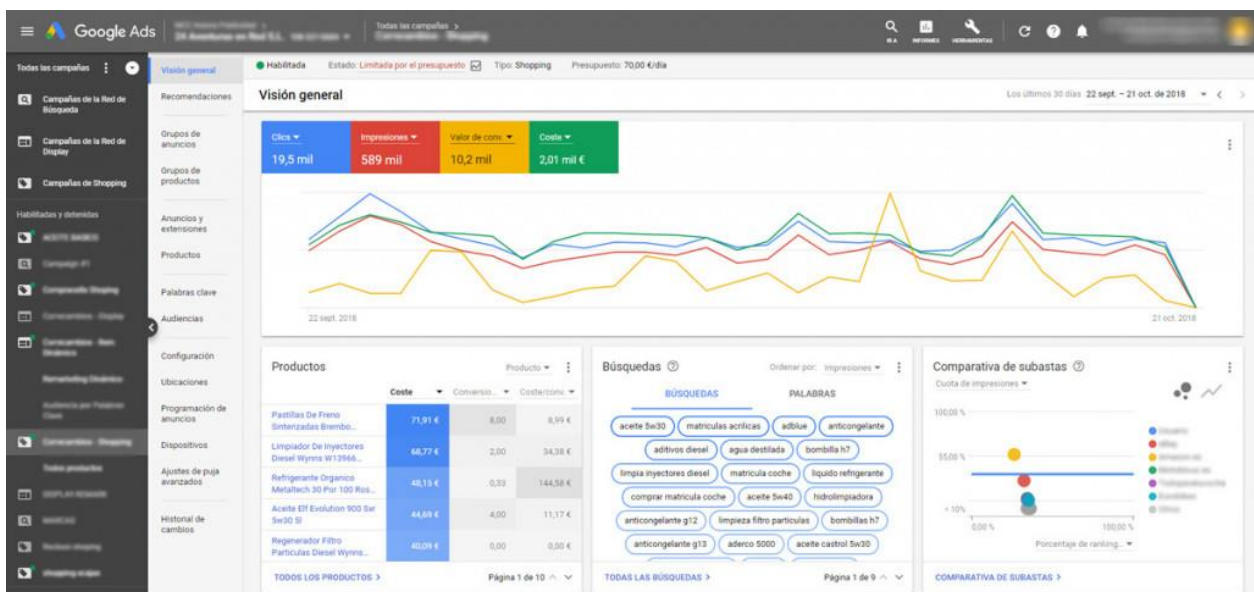 Google Ads
Todas las campañas >
IR A
INFORMES
HERRAMIENTAS
Todas las campañas
Campañas de la Red de
Búsqueda
Campañas de la Red de
Display
Campañas de Shopping
Habilitadas y detenidas
Visión general
Recomendaciones
Grupos de
anuncios
Grupos de
productos
Anuncios y
extensiones
Productos
Palabras clave
Audiencias
Configuración
Ubicaciones
Programación de
anuncios
Dispositivos
Ajustes de puja
avanzados
Historial de
cambios
Habilitada Estado: Limitada por el presupuesto Tipo: Shopping Presupuesto: 70,00 €/día
Visión general
Los últimos 30 días 22 sept. – 21 oct. de 2018
Clics Impresiones Valor de conv. Coste
19,5 mil 589 mil 10,2 mil 2,01 mil €
22 sept. 2018 21 oct. 2018
Productos
Producto
Coste Conversio... Coste/conv.
Pastillas De Freno
Sinterizadas Brembo... 71,91 € 8,00 8,99 €
Limpiador De Inyectores
Diesel Wynns W13966... 68,77 € 2,00 34,38 €
Refrigerante Organico
Metaltech 30 Por 100 Ros... 48,15 € 0,33 144,58 €
Aceite Elf Evolution 900 Sxr
5w30 5l 44,69 € 4,00 11,17 €
Regenerador Filtro
Particulas Diesel Wynns... 40,09 € 0,00 0,00 €
TODOS LOS PRODUCTOS > Página 1 de 10
Búsquedas
Ordenar por: Impresiones
BÚSQUEDAS PALABRAS
aceite 5w30 matriculas acrilicas adblue anticongelante
aditivos diesel agua destilada bombilla h7
limpia inyectores diesel matricula coche liquido refrigerante
comprar matricula coche aceite 5w40 hidrolimpiadora
anticongelante g12 limpieza filtro particulas bombillas h7
anticongelante g13 aderco 5000 aceite castrol 5w30
TODAS LAS BÚSQUEDAS > Página 1 de 9
Comparativa de subastas
Cuota de impresiones
100,00 %
55,00 %
< 10%
0,00 % 100,00 %
Porcentaje de ranking...
COMPARATIVA DE SUBASTAS >